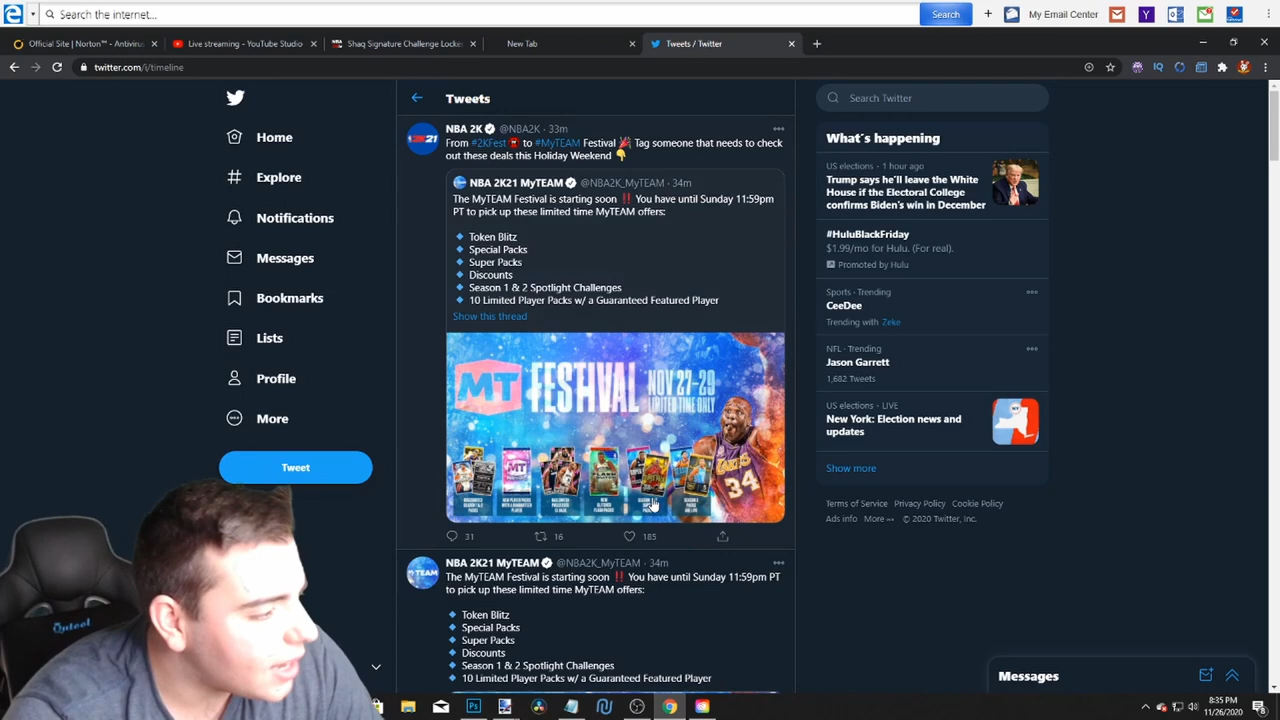 Search the internet...
Search
My Email Center
Official Site | Norton™ - Antivirus
Live streaming - YouTube Studio
Shaq Signature Challenge Locke
New Tab
Tweets / Twitter
twitter.com/i/timeline
Home
Explore
Notifications
Messages
Bookmarks
Lists
Profile
More
Tweet
Tweets
NBA 2K @NBA2K · 33m
From #2KFest to #MyTEAM Festival Tag someone that needs to check
out these deals this Holiday Weekend
NBA 2K21 MyTEAM @NBA2K_MyTEAM · 34m
The MyTEAM Festival is starting soon ‼ You have until Sunday 11:59pm
PT to pick up these limited time MyTEAM offers:
Token Blitz
Special Packs
Super Packs
Discounts
Season 1 & 2 Spotlight Challenges
10 Limited Player Packs w/ a Guaranteed Featured Player
Show this thread
MT FESTIVAL NOV 27-29
LIMITED TIME ONLY
LAKERS
34
31
16
185
NBA 2K21 MyTEAM @NBA2K_MyTEAM · 34m
The MyTEAM Festival is starting soon ‼ You have until Sunday 11:59pm PT
to pick up these limited time MyTEAM offers:
Token Blitz
Special Packs
Super Packs
Discounts
Season 1 & 2 Spotlight Challenges
10 Limited Player Packs w/ a Guaranteed Featured Player
Search Twitter
What's happening
US elections · 1 hour ago
Trump says he'll leave the White
House if the Electoral College
confirms Biden's win in December
#HuluBlackFriday
$1.99/mo for Hulu. (For real).
Promoted by Hulu
Sports · Trending
CeeDee
Trending with Zeke
NFL · Trending
Jason Garrett
1,682 Tweets
US elections · LIVE
New York: Election news and
updates
Show more
Terms of Service Privacy Policy Cookie Policy
Ads info More ··· © 2020 Twitter, Inc.
Messages
8:35 PM
11/26/2020